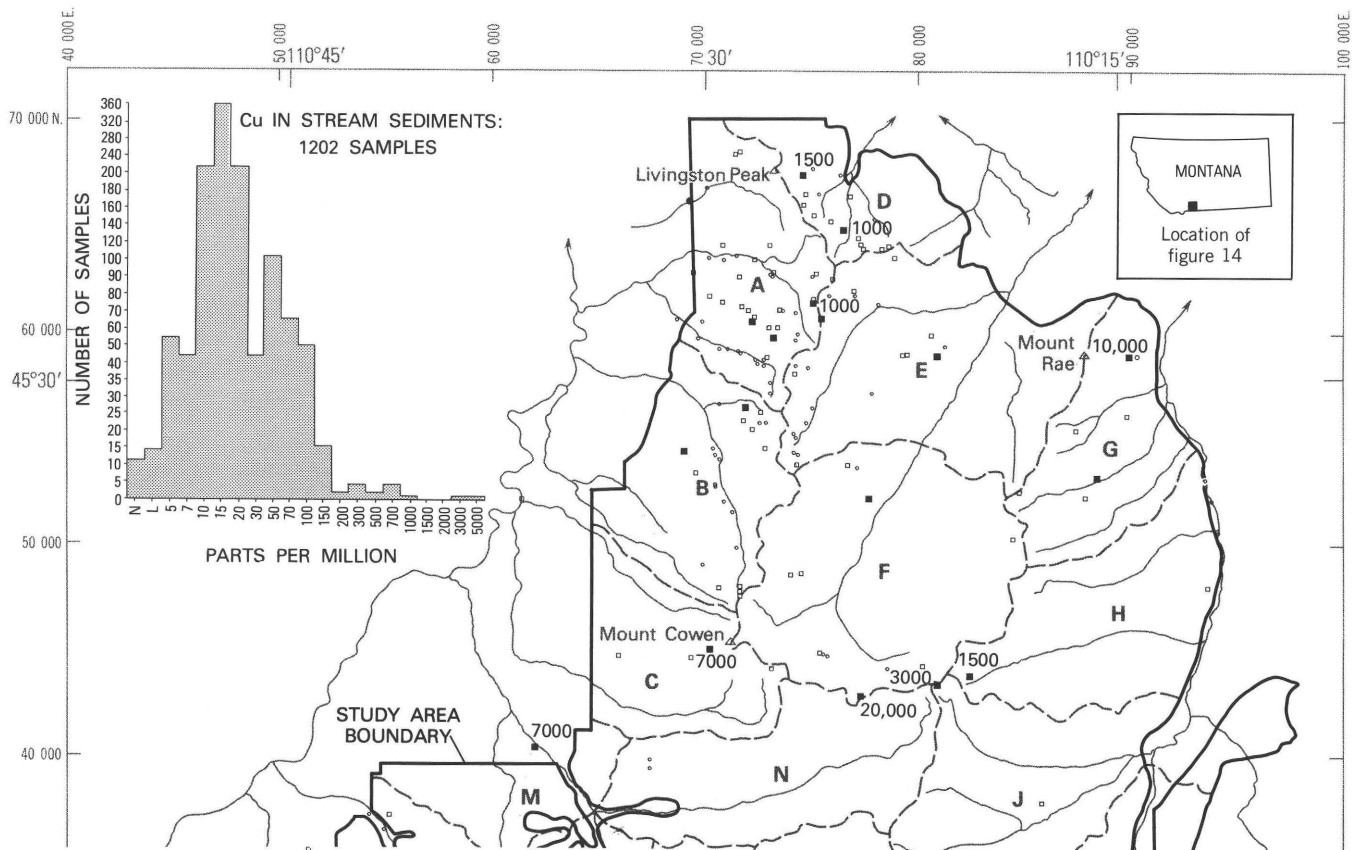 40 000 E.
50 000
110°45'
60 000
70 000
30'
80 000
110°15'
90 000
100 000 E.
70 000 N.
60 000
45°30'
50 000
40 000
Cu IN STREAM SEDIMENTS:
1202 SAMPLES
NUMBER OF SAMPLES
360
320
280
240
200
180
160
140
120
100
90
80
70
60
50
40
35
30
25
20
15
10
5
0
N
L
5
7
10
15
20
30
50
70
100
150
200
300
500
700
1000
1500
2000
3000
5000
PARTS PER MILLION
MONTANA
Location of
figure 14
Livingston Peak
1500
D
1000
A
1000
Mount
Rae
10,000
E
G
B
F
H
Mount Cowen
7000
C
3000
1500
20,000
STUDY AREA
BOUNDARY
7000
M
N
J